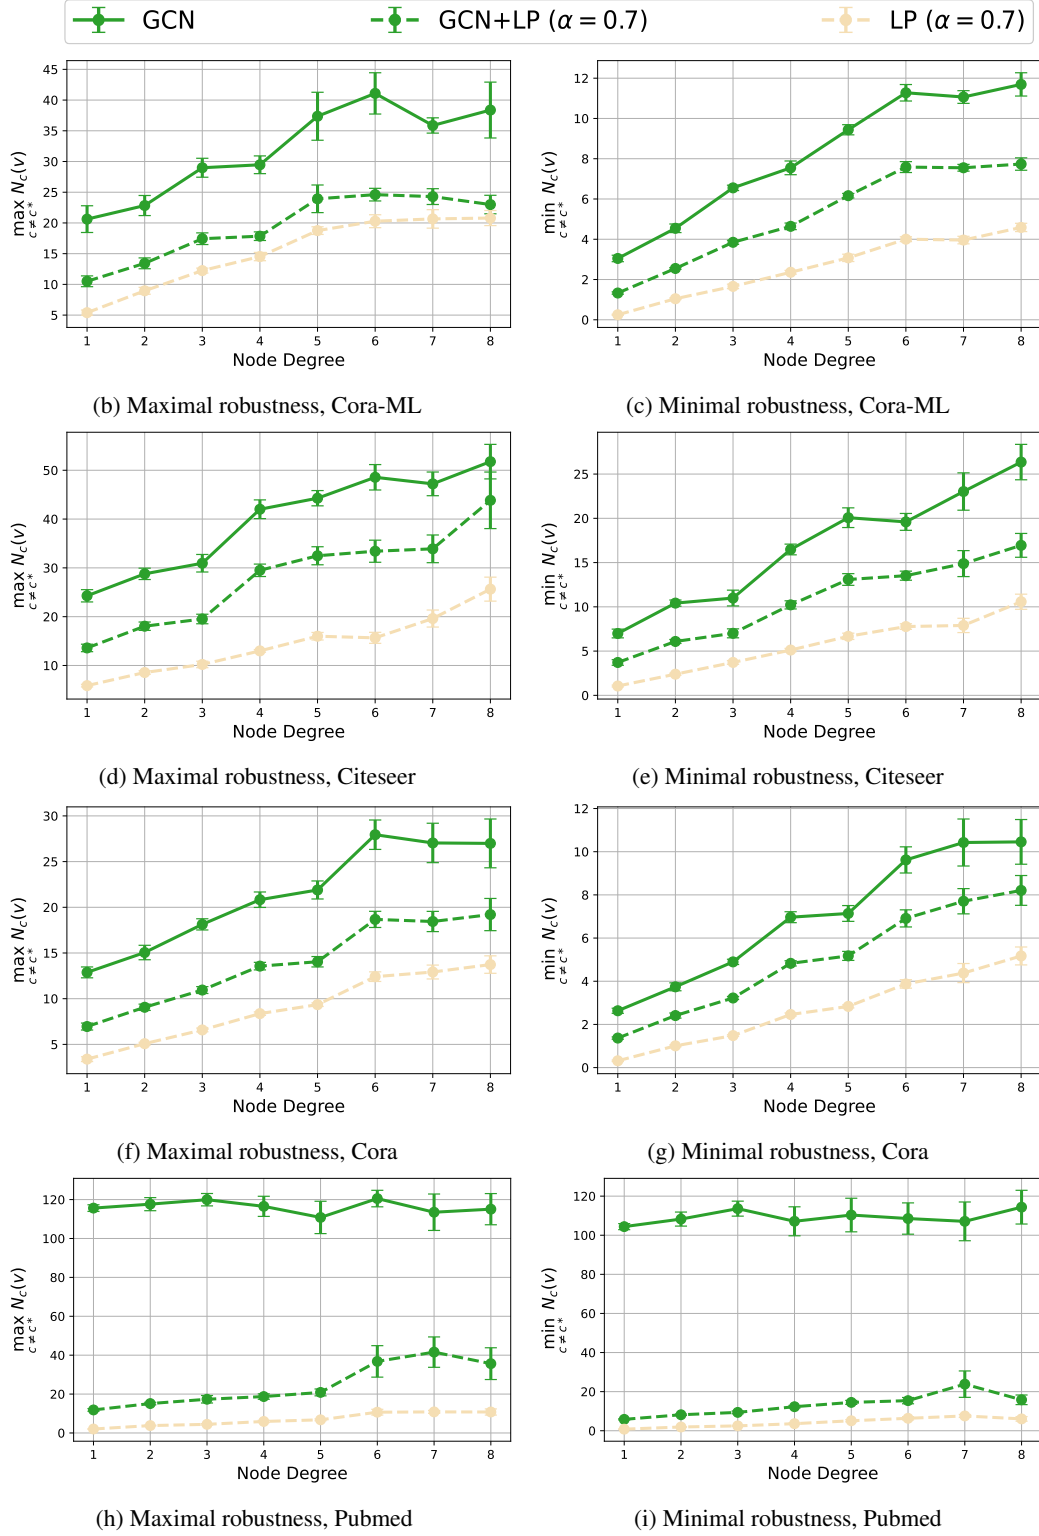 GCN GCN+LP (α = 0.7) LP (α = 0.7)
max N_c(v)
c≠c*
45
40
35
30
25
20
15
10
5
1 2 3 4 5 6 7 8
Node Degree
(b) Maximal robustness, Cora-ML
min N_c(v)
c≠c*
12
10
8
6
4
2
0
1 2 3 4 5 6 7 8
Node Degree
(c) Minimal robustness, Cora-ML
max N_c(v)
c≠c*
50
40
30
20
10
1 2 3 4 5 6 7 8
Node Degree
(d) Maximal robustness, Citeseer
min N_c(v)
c≠c*
25
20
15
10
5
0
1 2 3 4 5 6 7 8
Node Degree
(e) Minimal robustness, Citeseer
max N_c(v)
c≠c*
30
25
20
15
10
5
1 2 3 4 5 6 7 8
Node Degree
(f) Maximal robustness, Cora
min N_c(v)
c≠c*
12
10
8
6
4
2
0
1 2 3 4 5 6 7 8
Node Degree
(g) Minimal robustness, Cora
max N_c(v)
c≠c*
120
100
80
60
40
20
0
1 2 3 4 5 6 7 8
Node Degree
(h) Maximal robustness, Pubmed
min N_c(v)
c≠c*
120
100
80
60
40
20
0
1 2 3 4 5 6 7 8
Node Degree
(i) Minimal robustness, Pubmed